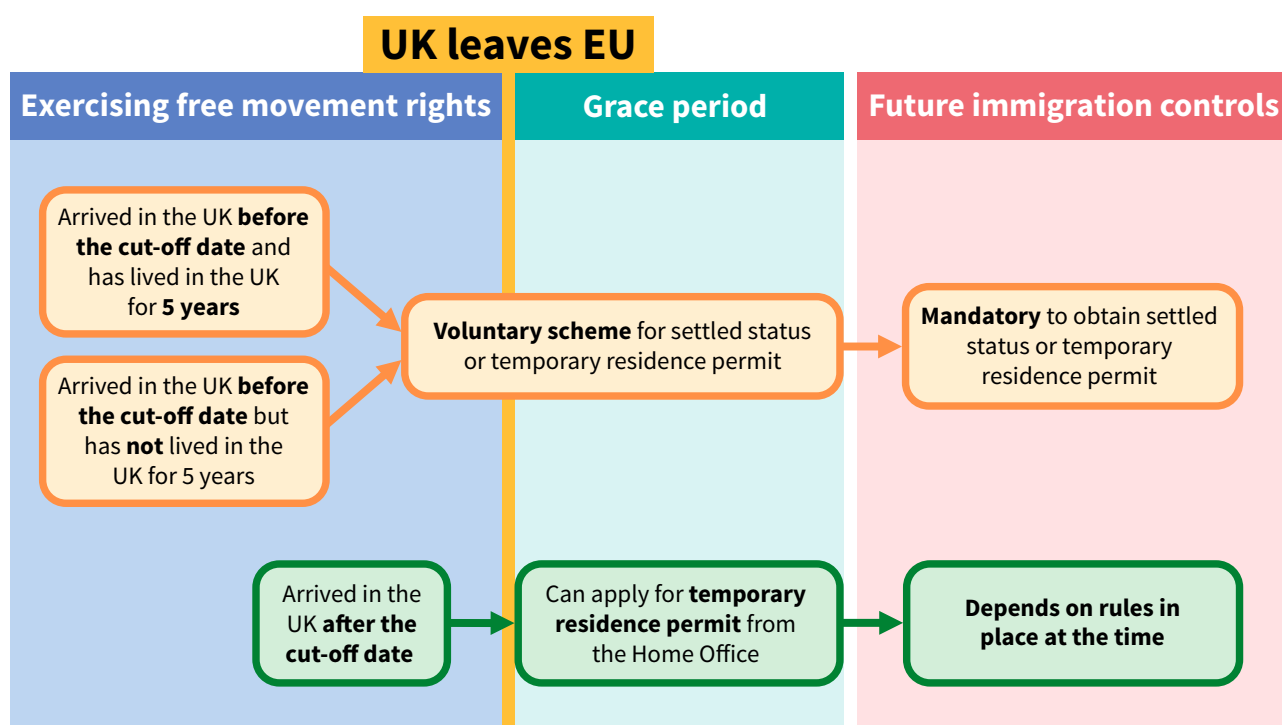 UK leaves EU
Exercising free movement rights
Grace period
Future immigration controls
Arrived in the UK before
the cut-off date and
has lived in the UK
for 5 years
Arrived in the UK before
the cut-off date but
has not lived in the
UK for 5 years
Voluntary scheme for settled status
or temporary residence permit
Mandatory to obtain settled
status or temporary
residence permit
Arrived in the
UK after the
cut-off date
Can apply for temporary
residence permit from
the Home Office
Depends on rules in
place at the time